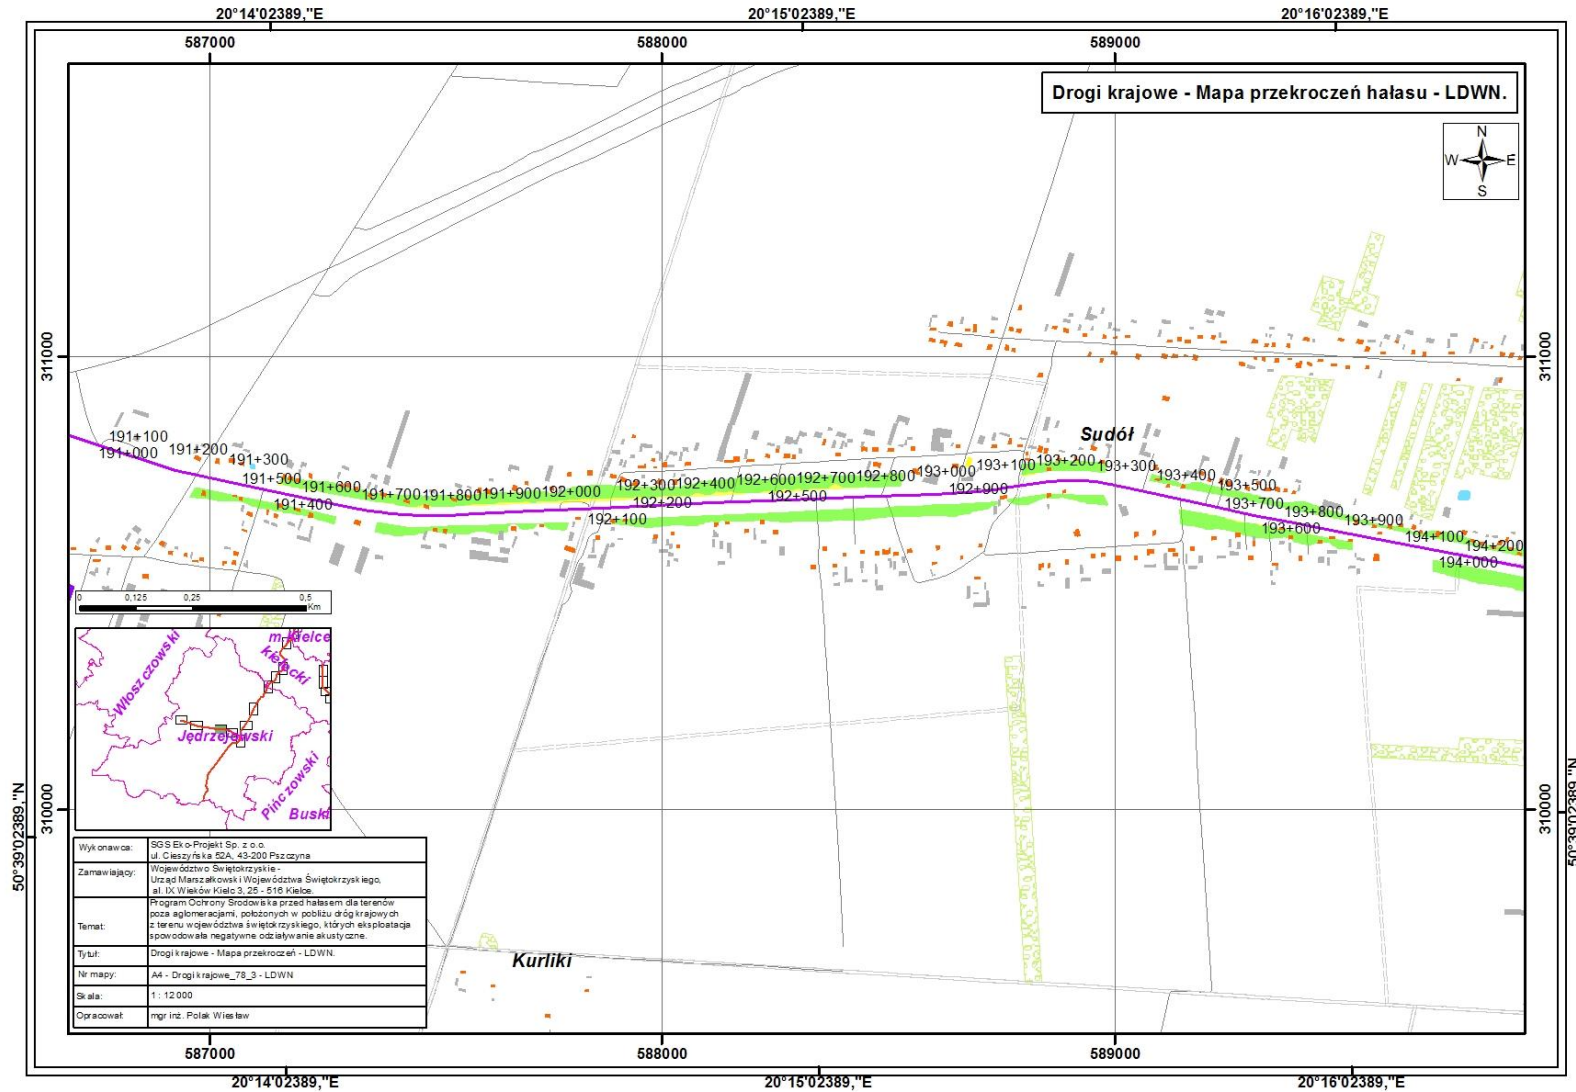 20°14'02389,"E 20°15'02389,"E 20°16'02389,"E
587000 588000 589000
Drogi krajowe - Mapa przekroczeń hałasu - LDWN.
N
W E
S
311000 311000
Sudół
191+100
191+000
191+200
191+300
191+500
191+600
191+400
191+700
191+800
191+900
192+000
192+100
192+300
192+200
192+400
192+600
192+500
192+700
192+800
193+000
192+900
193+100
193+200
193+300
193+400
193+500
193+700
193+600
193+800
193+900
194+100
194+000
194+200
0 0,125 0,25 0,5
Km
m. Kielce
kielecki
Włoszczowski
Jędrzejowski
Pińczowski
Buski
310000 310000
50°39'02389,"N 50°39'02389,"N
Kurliki
Wykonawca: SGS Eko-Projekt Sp. z o.o.
ul. Cieszyńska 52A, 43-200 Pszczyna
Zamawiający: Województwo Świętokrzyskie -
Urząd Marszałkowski Województwa Świętokrzyskiego,
al. IX Wieków Kielc 3, 25 - 516 Kielce.
Temat: Program Ochrony Środowiska przed hałasem dla terenów
poza aglomeracjami, położonych w pobliżu dróg krajowych
z terenu województwa świętokrzyskiego, których eksploatacja
spowodowała negatywne odziaływanie akustyczne.
Tytuł: Drogi krajowe - Mapa przekroczeń - LDWN.
Nr mapy: A4 - Drogi krajowe_78_3 - LDWN
Skala: 1 : 12 000
Opracował: mgr inż. Polak Wiesław
587000 588000 589000
20°14'02389,"E 20°15'02389,"E 20°16'02389,"E